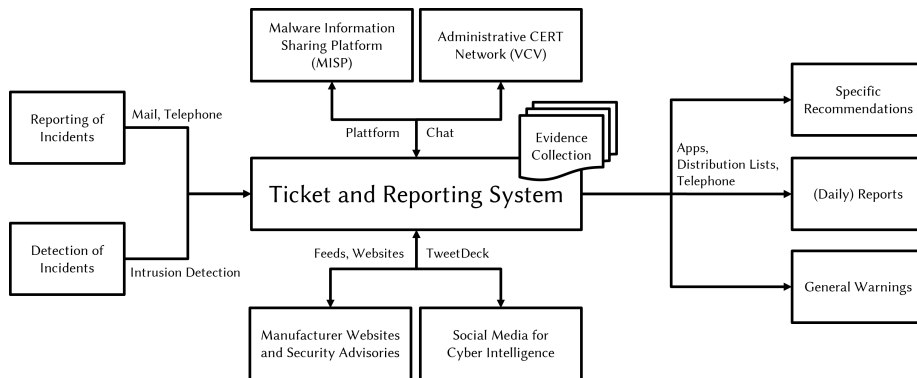 Malware Information
Sharing Platform
(MISP)
Administrative CERT
Network (VCV)
Reporting of
Incidents
Mail, Telephone
Plattform
Chat
Evidence
Collection
Specific
Recommendations
Apps,
Distribution Lists,
Telephone
Ticket and Reporting System
(Daily) Reports
Detection of
Incidents
Intrusion Detection
Feeds, Websites
TweetDeck
General Warnings
Manufacturer Websites
and Security Advisories
Social Media for
Cyber Intelligence